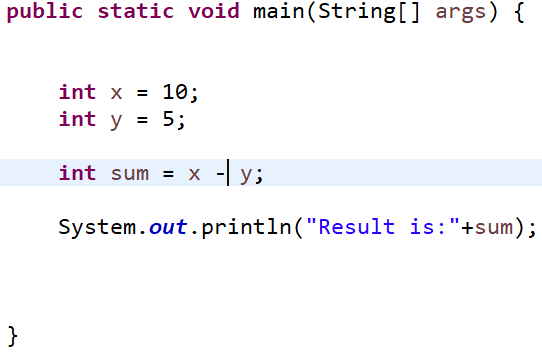 public static void main(String[] args) {
int x = 10;
int y = 5;
int sum = x - y;
System.out.println("Result is:"+sum);
}